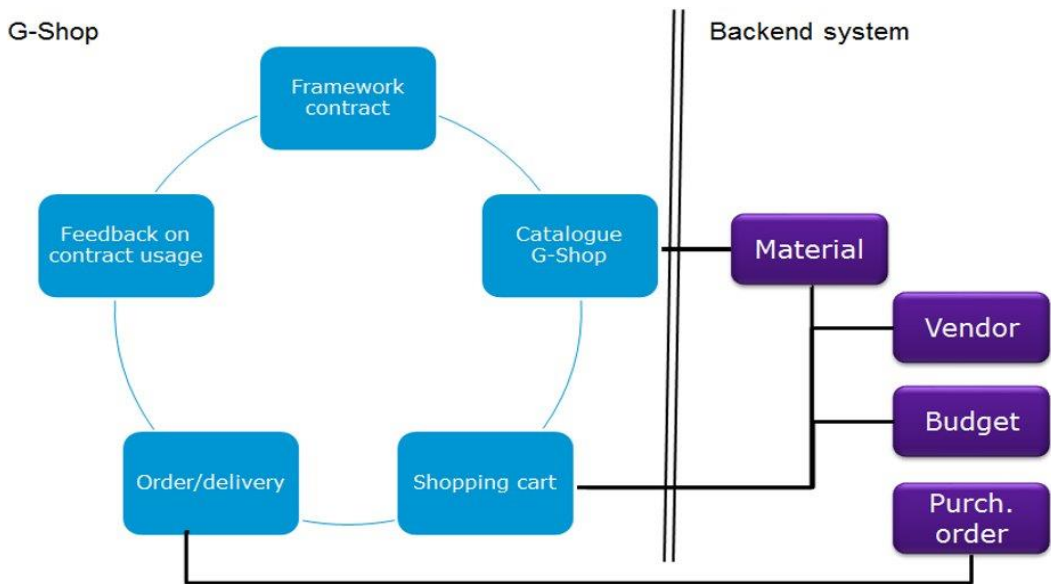 G-Shop
Backend system
Framework
contract
Feedback on
contract usage
Catalogue
G-Shop
Material
Vendor
Budget
Order/delivery
Shopping cart
Purch.
order